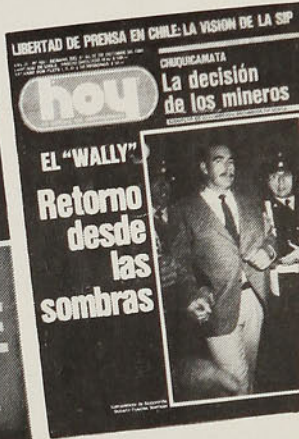 LIBERTAD DE PRENSA EN CHILE: LA VISION DE LA SIP
hoy
CHUQUICAMATA
La decisión
de los mineros
EL "WALLY"
Retorno
desde
las
sombras